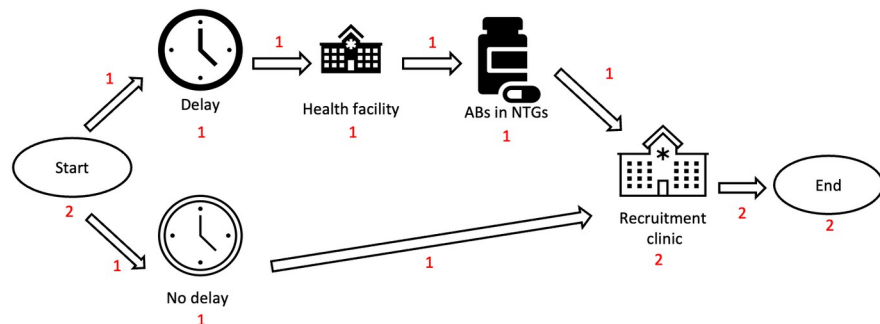 1
1
1
1
Delay
Health facility
ABs in NTGs
1
1
1
Start
2
End
Recruitment
clinic
2
2
2
1
1
No delay
1